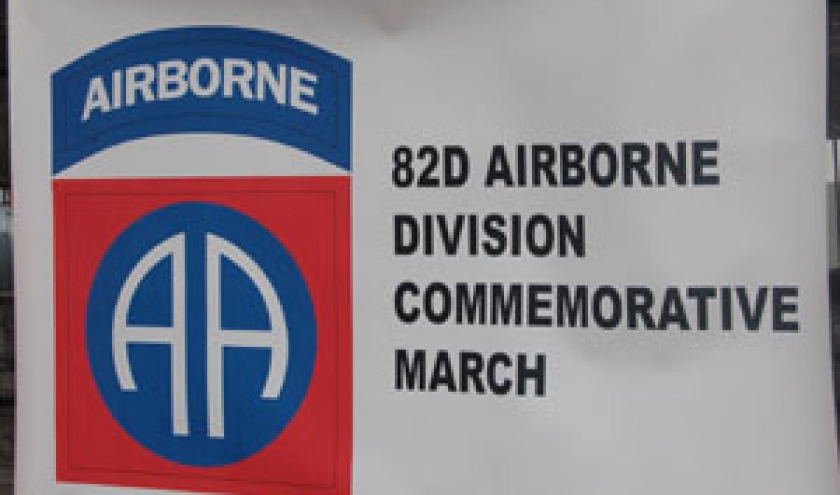 AIRBORNE
AA
82D AIRBORNE
DIVISION
COMMEMORATIVE
MARCH